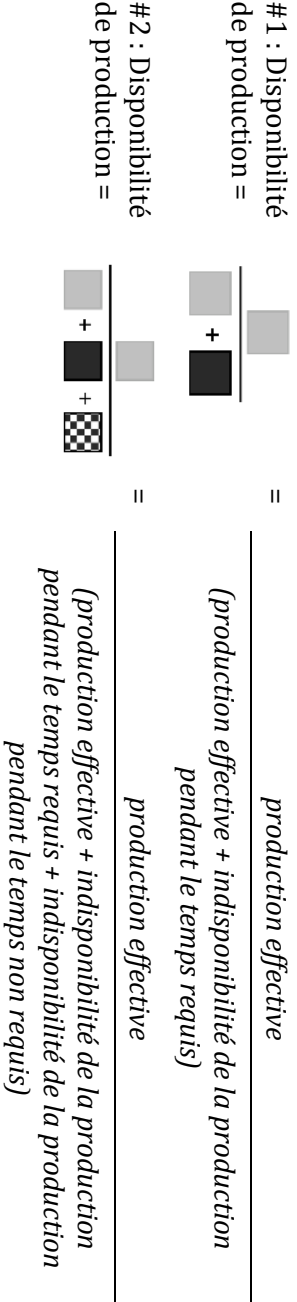 #1 : Disponibilité
de production =
+
=
production effective
(production effective + indisponibilité de la production
pendant le temps requis)
#2 : Disponibilité
de production =
+ +
=
production effective
(production effective + indisponibilité de la production
pendant le temps requis + indisponibilité de la production
pendant le temps non requis)